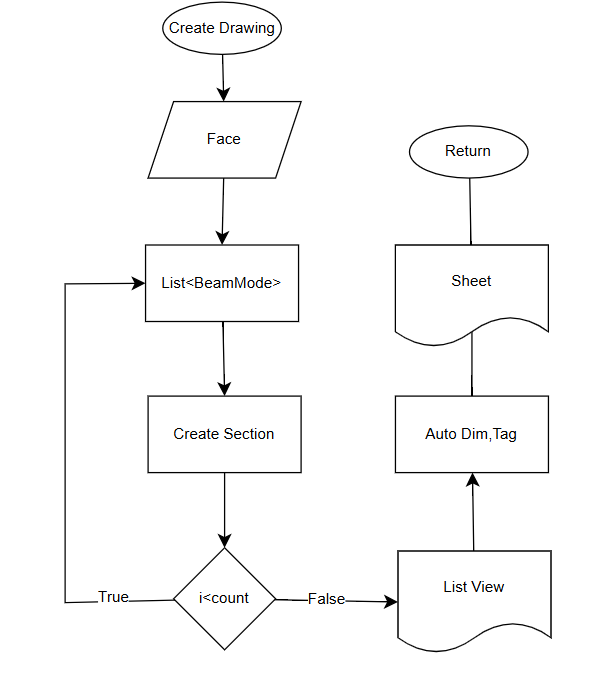 Create Drawing
Face
List<BeamMode>
Create Section
i<count
True
False
List View
Auto Dim,Tag
Sheet
Return